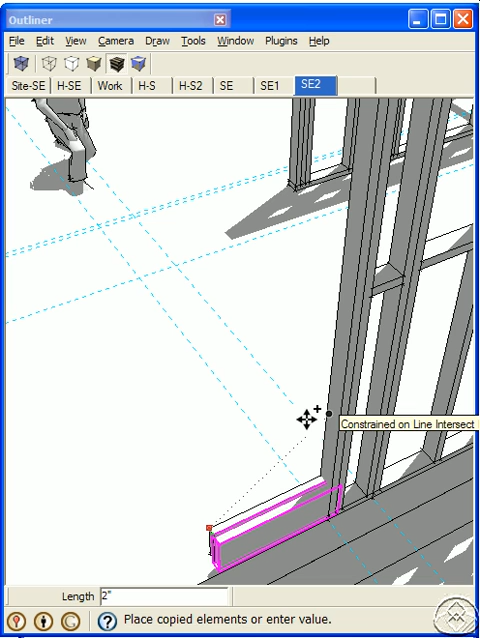 Outliner
File Edit View Camera Draw Tools Window Plugins Help
Site-SE H-SE Work H-S H-S2 SE SE1 SE2
Constrained on Line Intersect
Length 2"
Place copied elements or enter value.